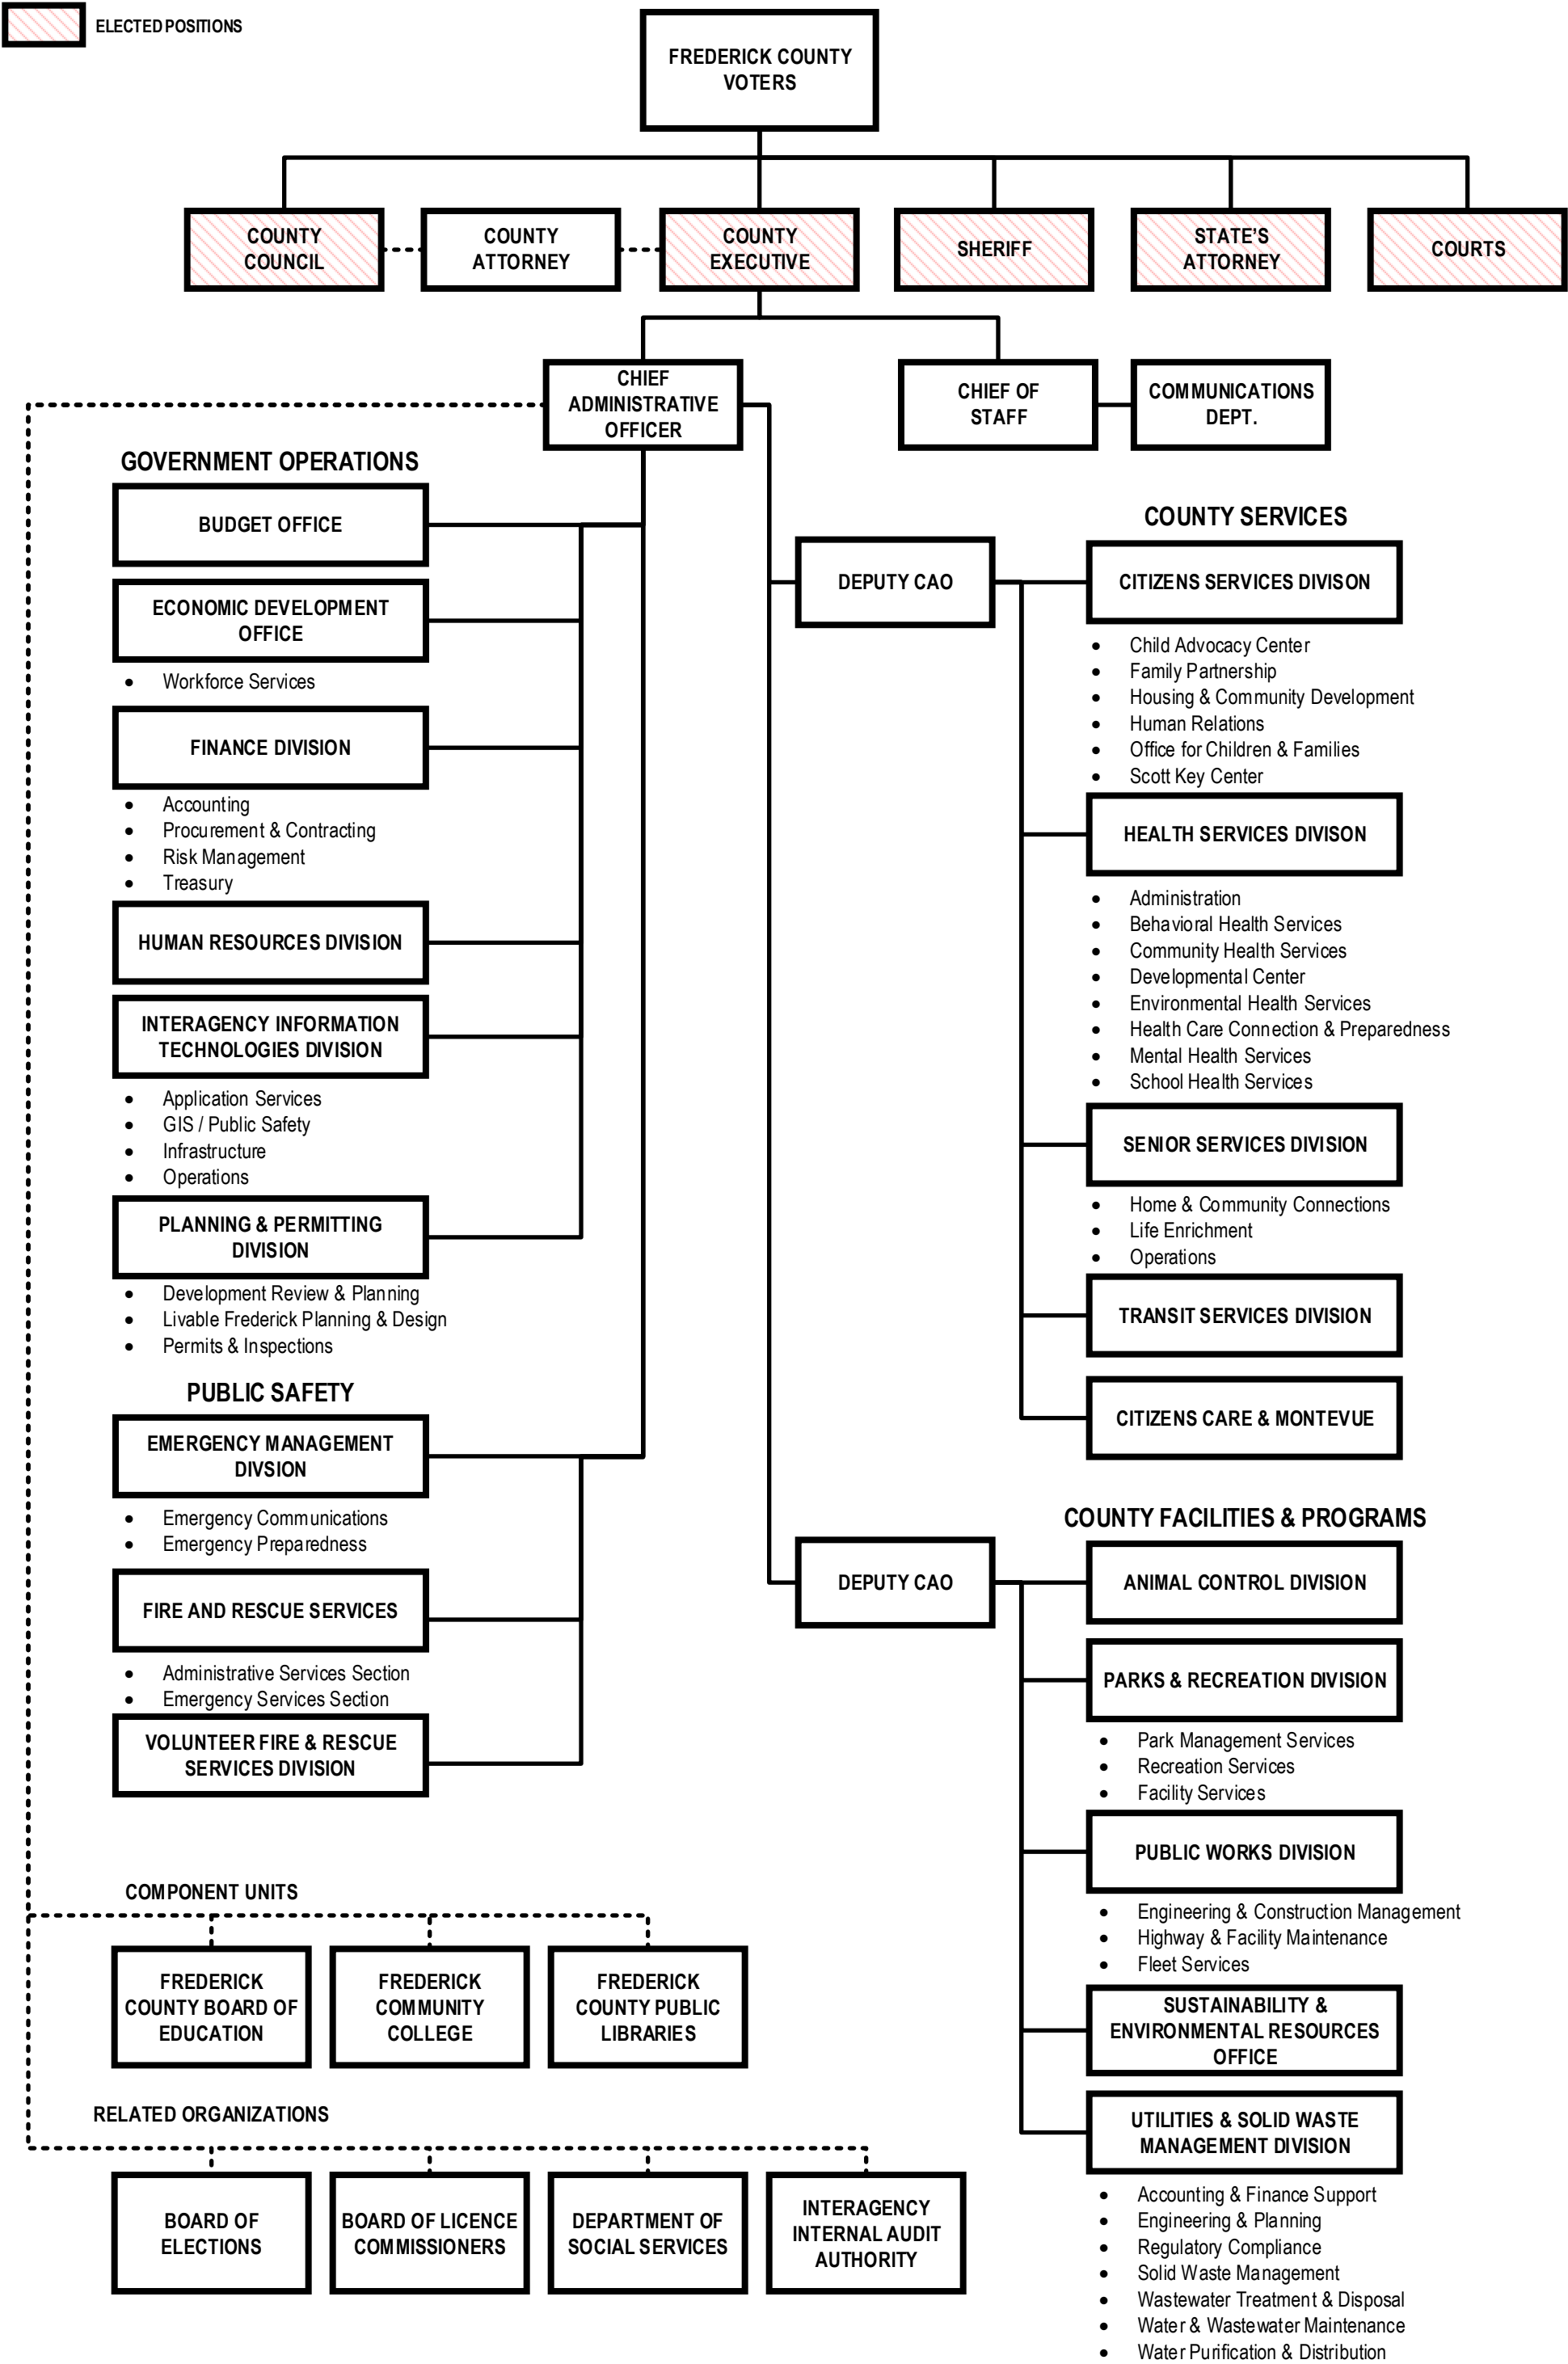 ELECTED POSITIONS
FREDERICK COUNTY
VOTERS
COUNTY
COUNCIL
COUNTY
ATTORNEY
COUNTY
EXECUTIVE
SHERIFF
STATE’S
ATTORNEY
COURTS
CHIEF
ADMINISTRATIVE
OFFICER
CHIEF OF
STAFF
COMMUNICATIONS
DEPT.
GOVERNMENT OPERATIONS
BUDGET OFFICE
ECONOMIC DEVELOPMENT
OFFICE
• Workforce Services
FINANCE DIVISION
• Accounting
• Procurement & Contracting
• Risk Management
• Treasury
HUMAN RESOURCES DIVISION
INTERAGENCY INFORMATION
TECHNOLOGIES DIVISION
• Application Services
• GIS / Public Safety
• Infrastructure
• Operations
PLANNING & PERMITTING
DIVISION
• Development Review & Planning
• Livable Frederick Planning & Design
• Permits & Inspections
PUBLIC SAFETY
EMERGENCY MANAGEMENT
DIVSION
• Emergency Communications
• Emergency Preparedness
FIRE AND RESCUE SERVICES
• Administrative Services Section
• Emergency Services Section
VOLUNTEER FIRE & RESCUE
SERVICES DIVISION
DEPUTY CAO
COUNTY SERVICES
CITIZENS SERVICES DIVISON
• Child Advocacy Center
• Family Partnership
• Housing & Community Development
• Human Relations
• Office for Children & Families
• Scott Key Center
HEALTH SERVICES DIVISON
• Administration
• Behavioral Health Services
• Community Health Services
• Developmental Center
• Environmental Health Services
• Health Care Connection & Preparedness
• Mental Health Services
• School Health Services
SENIOR SERVICES DIVISION
• Home & Community Connections
• Life Enrichment
• Operations
TRANSIT SERVICES DIVISION
CITIZENS CARE & MONTEVUE
DEPUTY CAO
COUNTY FACILITIES & PROGRAMS
ANIMAL CONTROL DIVISION
PARKS & RECREATION DIVISION
• Park Management Services
• Recreation Services
• Facility Services
PUBLIC WORKS DIVISION
• Engineering & Construction Management
• Highway & Facility Maintenance
• Fleet Services
SUSTAINABILITY &
ENVIRONMENTAL RESOURCES
OFFICE
UTILITIES & SOLID WASTE
MANAGEMENT DIVISION
• Accounting & Finance Support
• Engineering & Planning
• Regulatory Compliance
• Solid Waste Management
• Wastewater Treatment & Disposal
• Water & Wastewater Maintenance
• Water Purification & Distribution
COMPONENT UNITS
FREDERICK
COUNTY BOARD OF
EDUCATION
FREDERICK
COMMUNITY
COLLEGE
FREDERICK
COUNTY PUBLIC
LIBRARIES
RELATED ORGANIZATIONS
BOARD OF
ELECTIONS
BOARD OF LICENCE
COMMISSIONERS
DEPARTMENT OF
SOCIAL SERVICES
INTERAGENCY
INTERNAL AUDIT
AUTHORITY